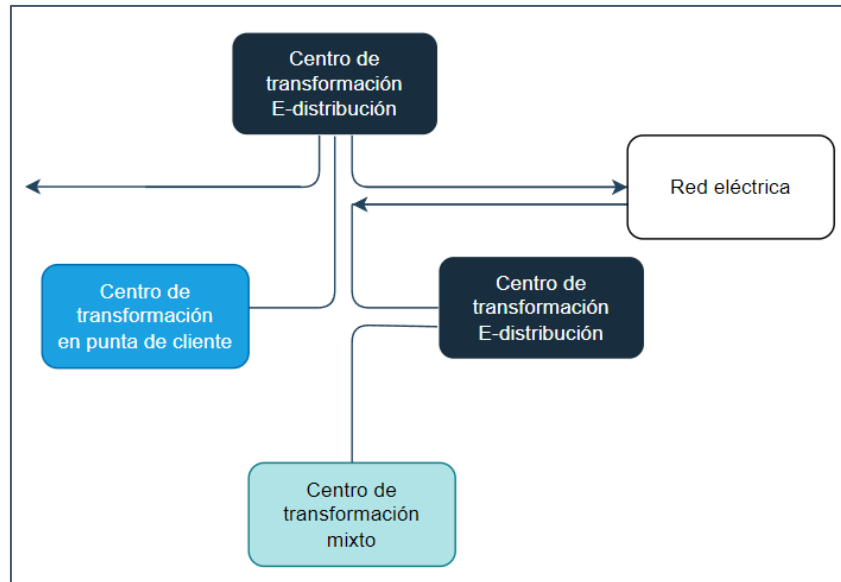 Centro de
transformación
E-distribución
Red eléctrica
Centro de
transformación
en punta de cliente
Centro de
transformación
E-distribución
Centro de
transformación
mixto